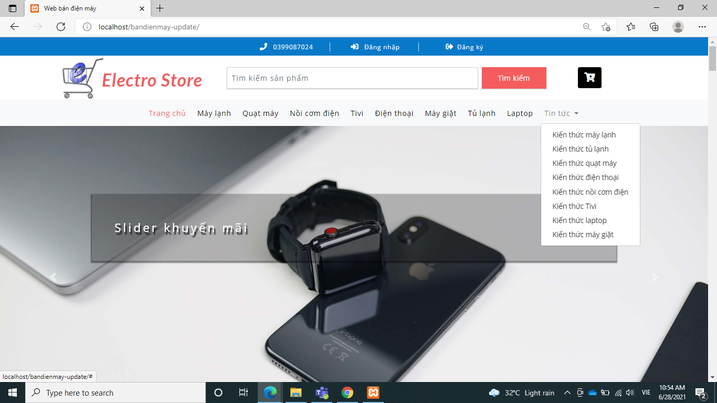 Web bán điện máy
localhost/bandienmay-update/
0399087024
Đăng nhập
Đăng ký
Electro Store
Tìm kiếm sản phẩm
Tìm kiếm
Trang chủ Máy lạnh Quạt máy Nồi cơm điện Tivi Điện thoại Máy giặt Tủ lạnh Laptop Tin tức
Kiến thức máy lạnh
Kiến thức tủ lạnh
Kiến thức quạt máy
Kiến thức điện thoại
Kiến thức nồi cơm điện
Kiến thức Tivi
Kiến thức laptop
Kiến thức máy giặt
Slider khuyến mãi
iPhone
localhost/bandienmay-update/#
Type here to search
32°C Light rain
VIE
10:54 AM
6/28/2021
2